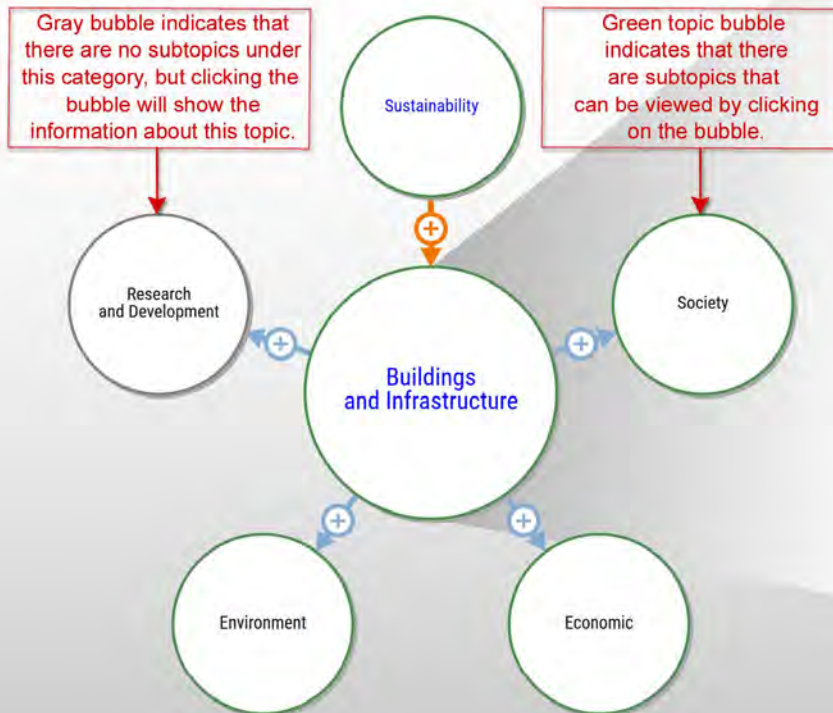 Gray bubble indicates that
there are no subtopics under
this category, but clicking the
bubble will show the
information about this topic.
Green topic bubble
indicates that there
are subtopics that
can be viewed by clicking
on the bubble.
Sustainability
Research
and Development
Society
Buildings
and Infrastructure
Environment
Economic